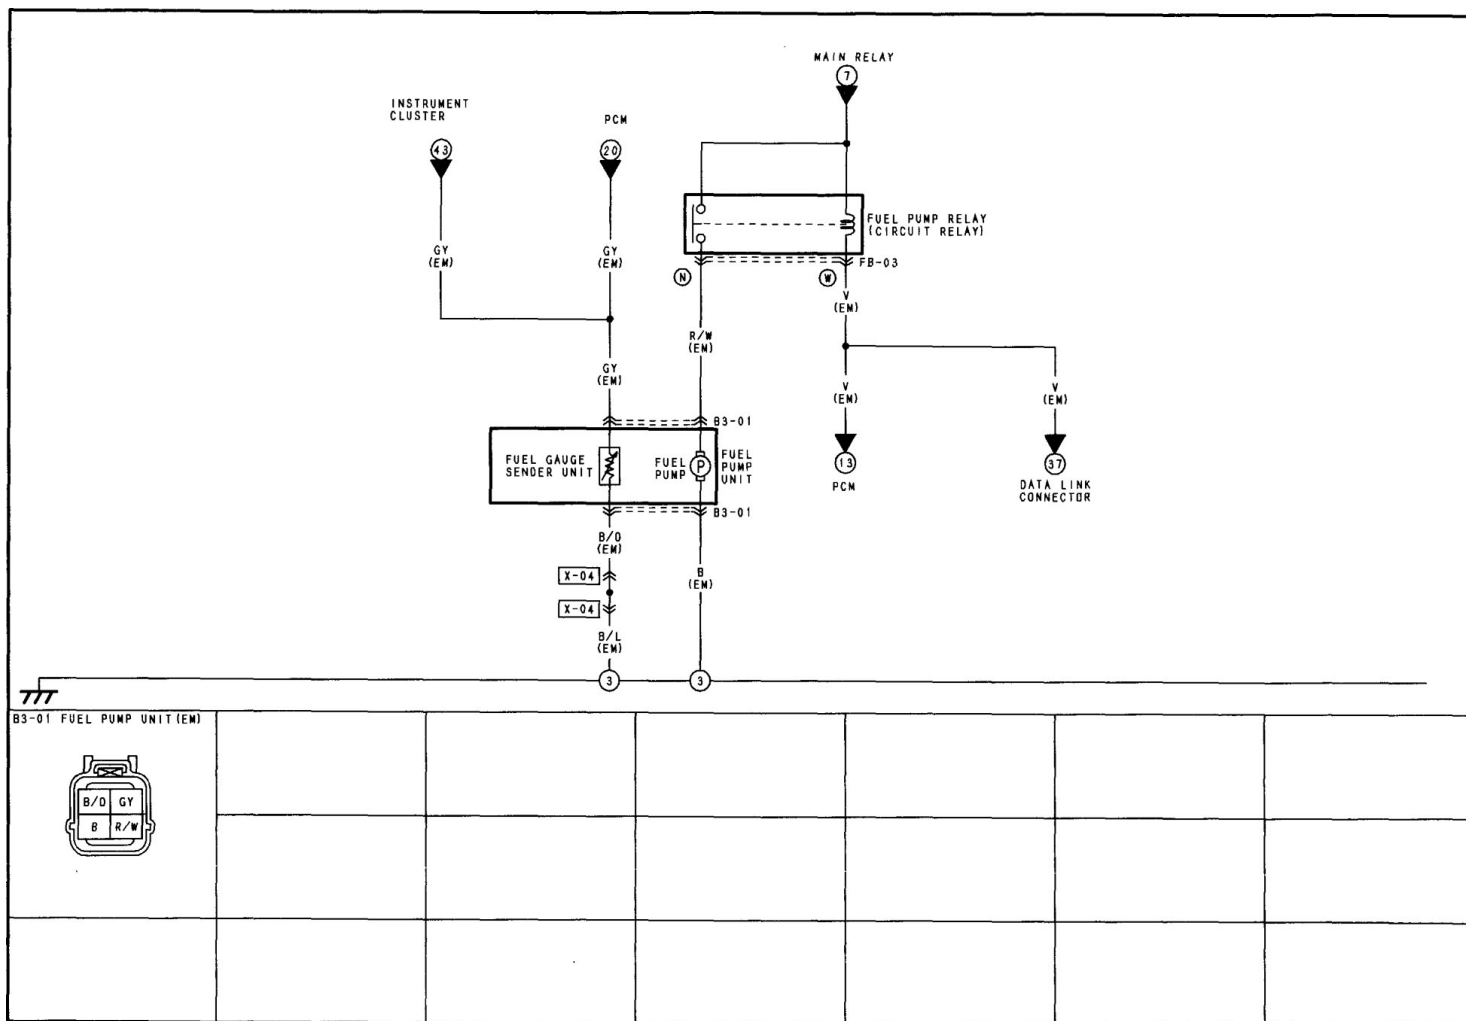 MAIN RELAY
7
INSTRUMENT
CLUSTER
43
PCM
20
FUEL PUMP RELAY
(CIRCUIT RELAY)
FB-03
N
W
GY
(EM)
GY
(EM)
V
(EM)
R/W
(EM)
GY
(EM)
V
(EM)
V
(EM)
B3-01
FUEL GAUGE
SENDER UNIT
FUEL
PUMP
P
FUEL
PUMP
UNIT
13
PCM
37
DATA LINK
CONNECTOR
B3-01
B/O
(EM)
X-04
B
(EM)
X-04
B/L
(EM)
3
3
B3-01 FUEL PUMP UNIT(EM)
B/O GY
B R/W